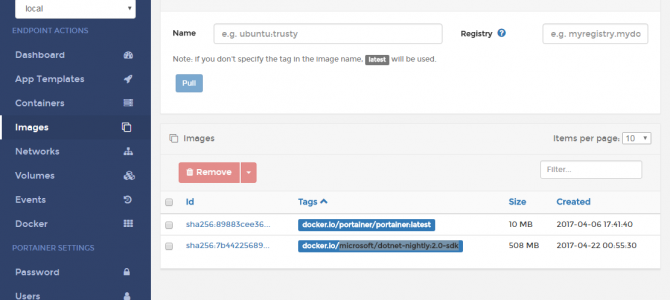 local
ENDPOINT ACTIONS
Dashboard
App Templates
Containers
Images
Networks
Volumes
Events
Docker
PORTAINER SETTINGS
Password
Users
Name e.g. ubuntu:trusty Registry e.g. myregistry.mydo
Note: if you don't specify the tag in the image name, latest will be used.
Pull
Images Items per page: 10
Remove Filter...
Id Tags Size Created
sha256:89883cee36... docker.io/portainer/portainer:latest 10 MB 2017-04-06 17:41:40
sha256:7b44225689... docker.io/microsoft/dotnet-nightly:2.0-sdk 508 MB 2017-04-22 00:55:30